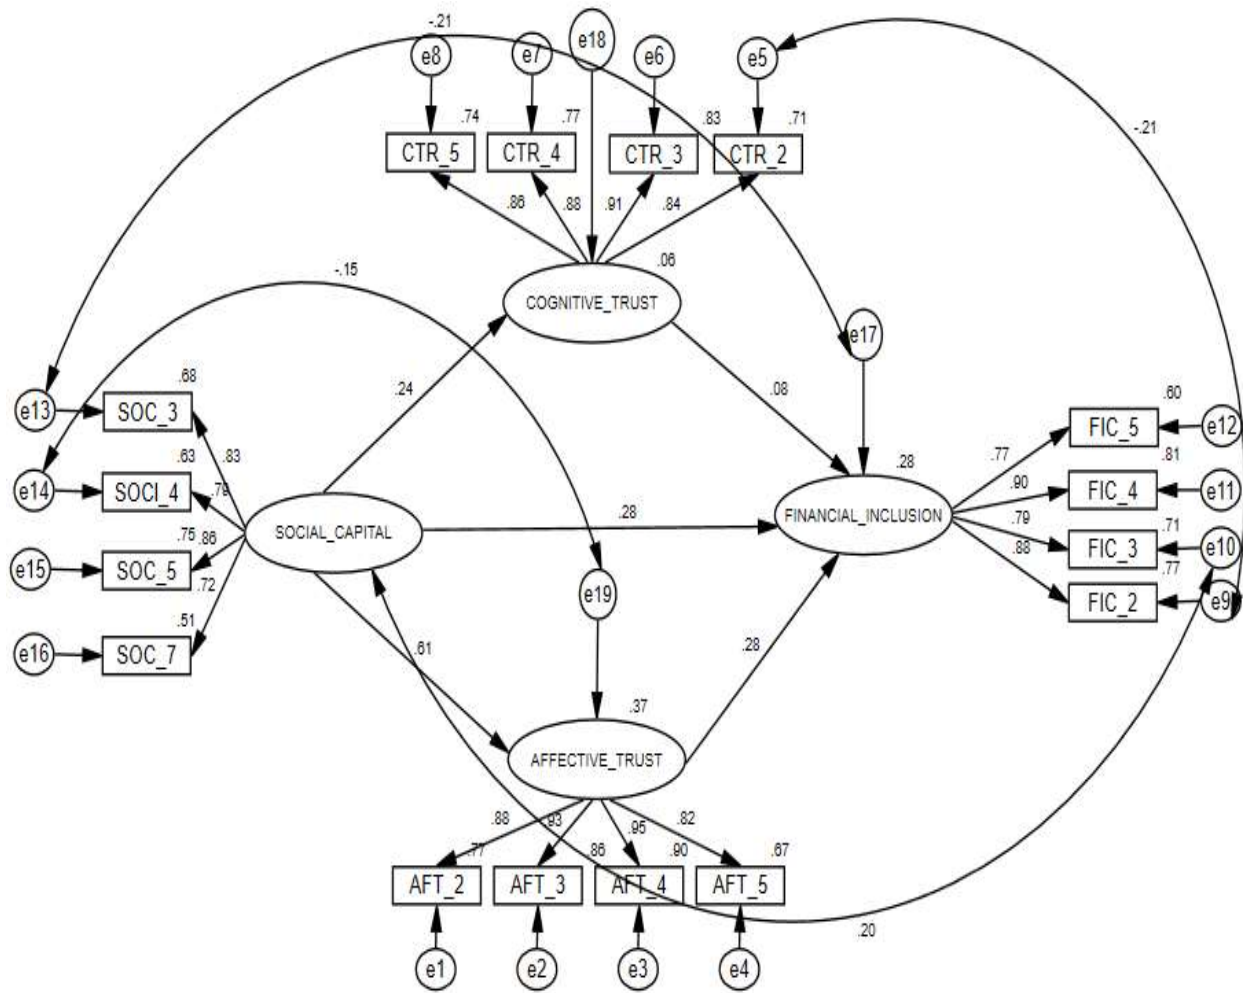 -.21
e8
e7
e18
e6
e5
.74
.77
.83
.71
-.21
CTR_5
CTR_4
CTR_3
CTR_2
.86
.88
.91
.84
.06
COGNITIVE_TRUST
-.15
e17
.24
.08
.68
e13
SOC_3
.83
.63
e14
SOCI_4
.79
.75
.86
e15
SOC_5
.72
.51
e16
SOC_7
SOCIAL_CAPITAL
.28
.28
FINANCIAL_INCLUSION
.60
.77
FIC_5
e12
.81
.90
FIC_4
e11
.79
.71
FIC_3
e10
.88
.77
FIC_2
e9
e19
.61
.28
.37
AFFECTIVE_TRUST
.88
.93
.95
.82
.77
.86
.90
.67
AFT_2
AFT_3
AFT_4
AFT_5
.20
e1
e2
e3
e4